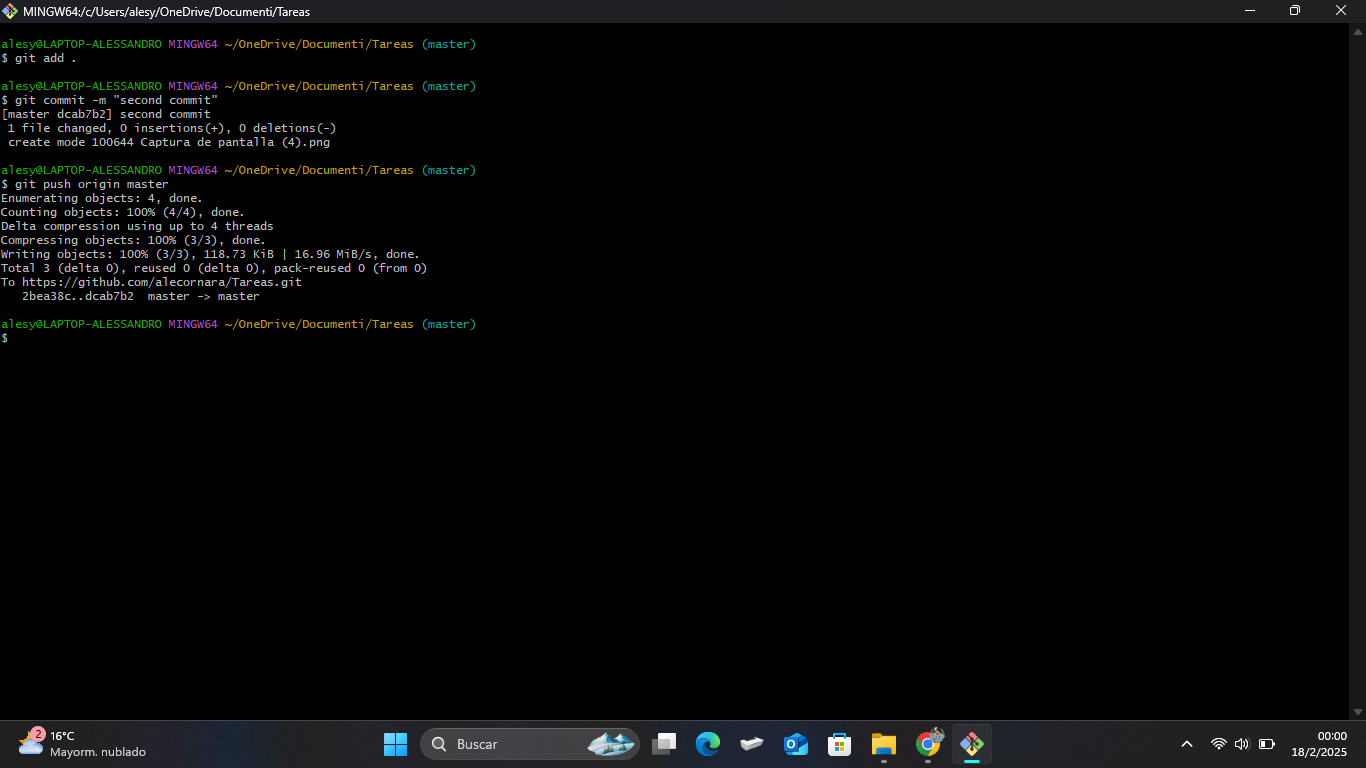 MINGW64:/c/Users/alesy/OneDrive/Documenti/Tareas
alesy@LAPTOP-ALESSANDRO MINGW64 ~/OneDrive/Documenti/Tareas (master)
$ git add .
alesy@LAPTOP-ALESSANDRO MINGW64 ~/OneDrive/Documenti/Tareas (master)
$ git commit -m "second commit"
[master dcab7b2] second commit
 1 file changed, 0 insertions(+), 0 deletions(-)
 create mode 100644 Captura de pantalla (4).png
alesy@LAPTOP-ALESSANDRO MINGW64 ~/OneDrive/Documenti/Tareas (master)
$ git push origin master
Enumerating objects: 4, done.
Counting objects: 100% (4/4), done.
Delta compression using up to 4 threads
Compressing objects: 100% (3/3), done.
Writing objects: 100% (3/3), 118.73 KiB | 16.96 MiB/s, done.
Total 3 (delta 0), reused 0 (delta 0), pack-reused 0 (from 0)
To https://github.com/alecornara/Tareas.git
   2bea38c..dcab7b2  master -> master
alesy@LAPTOP-ALESSANDRO MINGW64 ~/OneDrive/Documenti/Tareas (master)
$
2
16°C
Mayorm. nublado
Buscar
00:00
18/2/2025